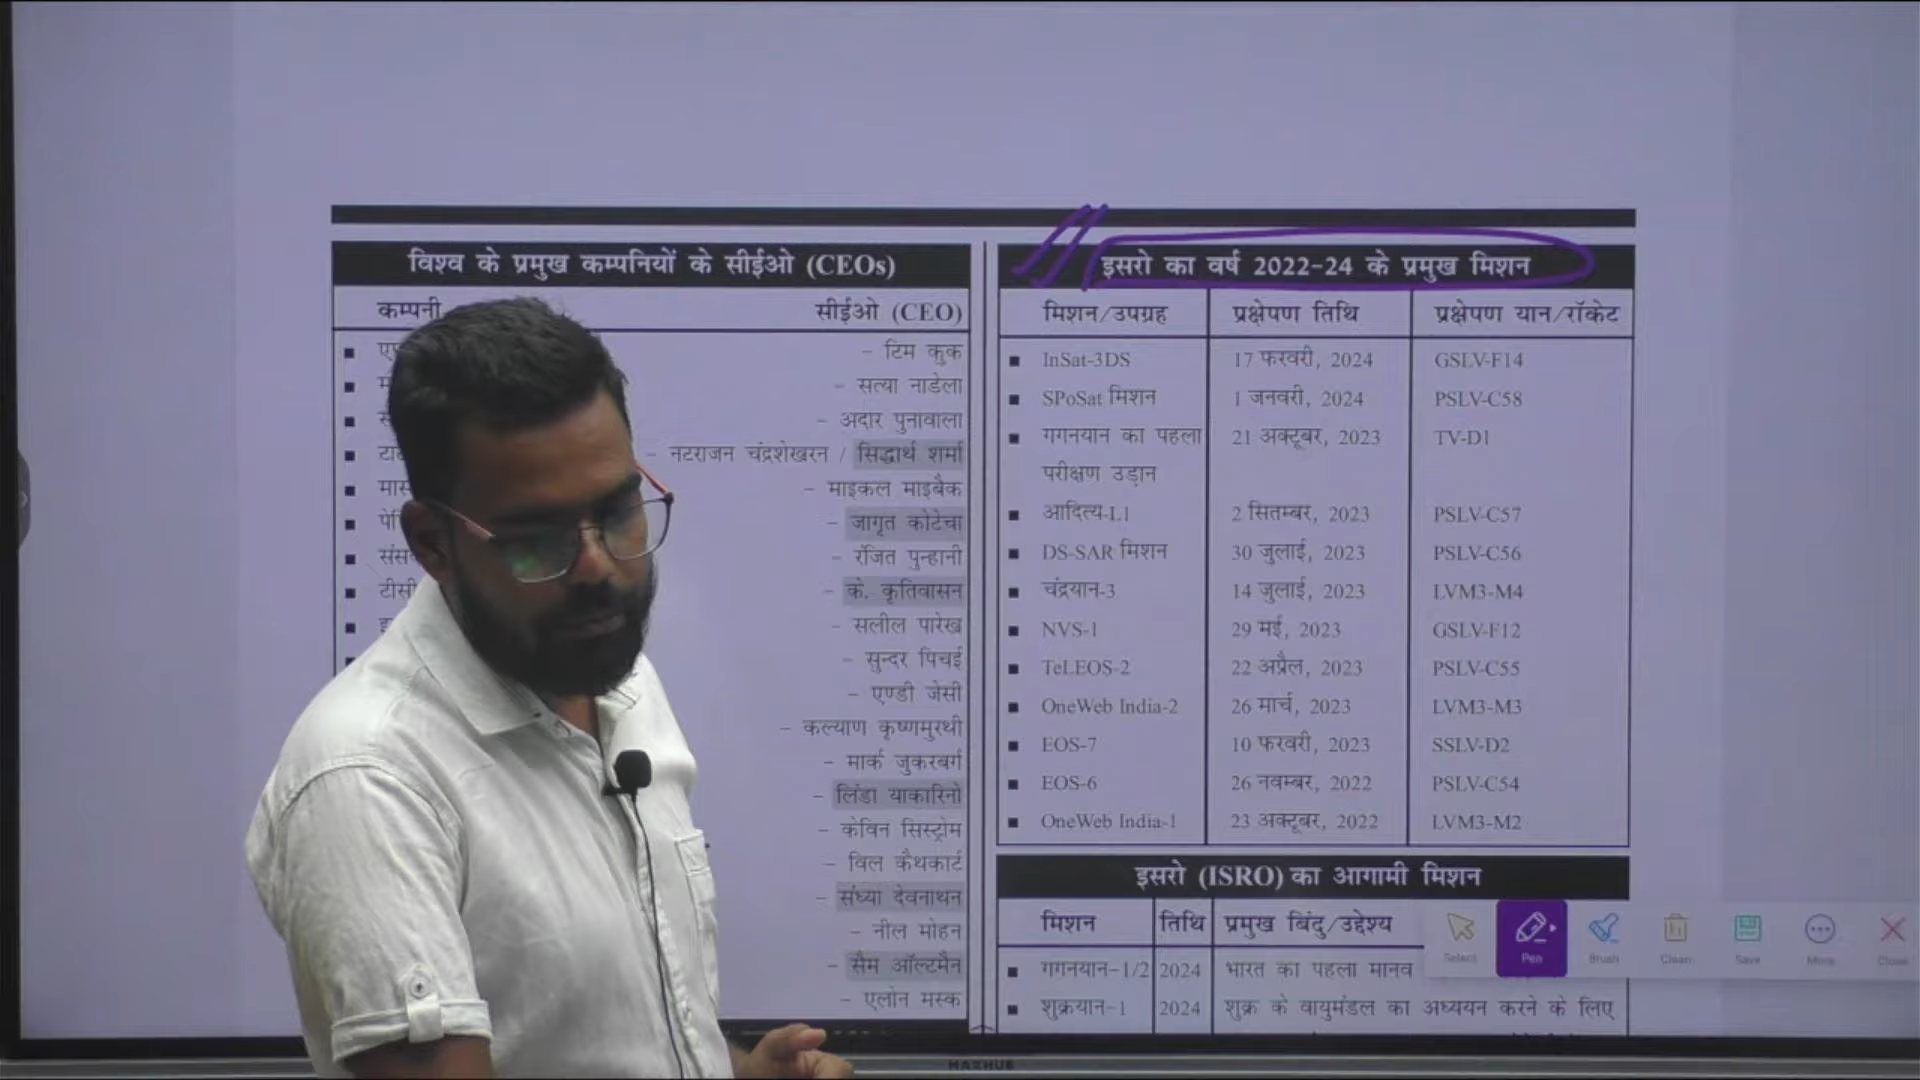 विश्व के प्रमुख कम्पनियों के सीईओ (CEOs)
कम्पनी सीईओ (CEO)
– टिम कुक
– सत्या नाडेला
– अदार पुनावाला
– नटराजन चंद्रशेखरन / सिद्धार्थ शर्मा
– माइकल माइबैक
– जागृत कोटेचा
– रंजित पुन्हानी
– के. कृतिवासन
– सलील पारेख
– सुन्दर पिचई
– एण्डी जेसी
– कल्याण कृष्णमुरथी
– मार्क जुकरबर्ग
– लिंडा याकारिनो
– केविन सिस्ट्रोम
– विल कैथकार्ट
– संध्या देवनाथन
– नील मोहन
– सैम ऑल्टमैन
– एलोन मस्क
इसरो का वर्ष 2022-24 के प्रमुख मिशन
मिशन/उपग्रह प्रक्षेपण तिथि प्रक्षेपण यान/रॉकेट
InSat-3DS 17 फरवरी, 2024 GSLV-F14
SPoSat मिशन 1 जनवरी, 2024 PSLV-C58
गगनयान का पहला 21 अक्टूबर, 2023 TV-D1
परीक्षण उड़ान
आदित्य-L1 2 सितम्बर, 2023 PSLV-C57
DS-SAR मिशन 30 जुलाई, 2023 PSLV-C56
चंद्रयान-3 14 जुलाई, 2023 LVM3-M4
NVS-1 29 मई, 2023 GSLV-F12
TeLEOS-2 22 अप्रैल, 2023 PSLV-C55
OneWeb India-2 26 मार्च, 2023 LVM3-M3
EOS-7 10 फरवरी, 2023 SSLV-D2
EOS-6 26 नवम्बर, 2022 PSLV-C54
OneWeb India-1 23 अक्टूबर, 2022 LVM3-M2
इसरो (ISRO) का आगामी मिशन
मिशन तिथि प्रमुख बिंदु/उद्देश्य
गगनयान-1/2 2024 भारत का पहला मानव
शुक्रयान-1 2024 शुक्र के वायुमंडल का अध्ययन करने के लिए
Select Pen Brush Clean Save More Close
MAXHUB